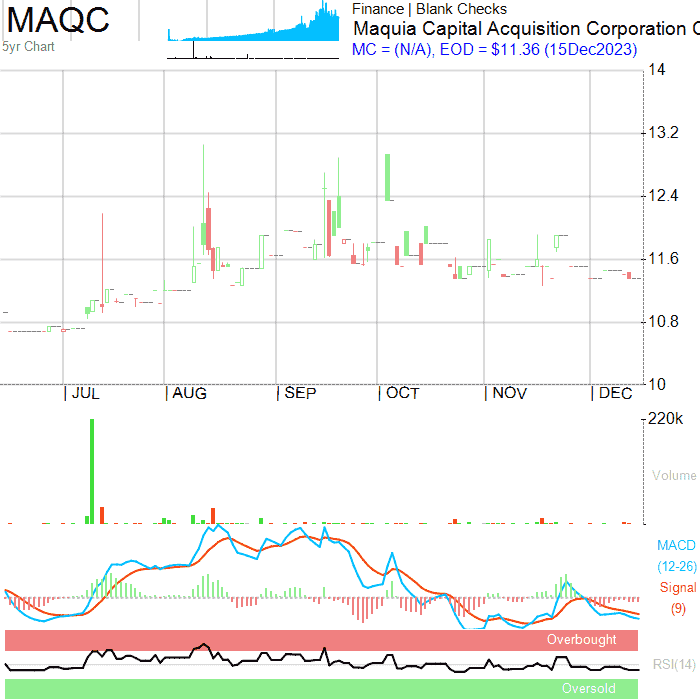 MAQC
5yr Chart
Finance | Blank Checks
Maquia Capital Acquisition Corporation C
MC = (N/A), EOD = $11.36 (15Dec2023)
14
13.2
12.4
11.6
10.8
10
JUL AUG SEP OCT NOV DEC
220k
Volume
MACD
(12-26)
Signal
(9)
Overbought
RSI(14)
Oversold